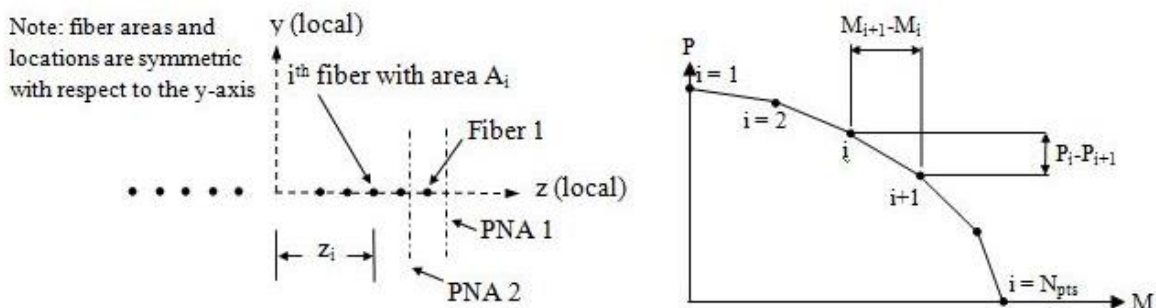 Note: fiber areas and
locations are symmetric
with respect to the y-axis
y (local)
iᵗʰ fiber with area Aᵢ
Fiber 1
z (local)
PNA 1
zᵢ
PNA 2
Mᵢ₊₁-Mᵢ
P
i = 1
i = 2
i
Pᵢ-Pᵢ₊₁
i+1
i = Nₚₜₛ
M